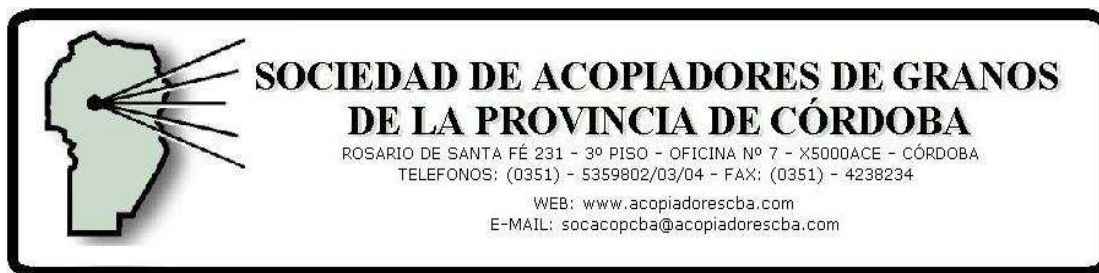 SOCIEDAD DE ACOPIADORES DE GRANOS
DE LA PROVINCIA DE CÓRDOBA
ROSARIO DE SANTA FÉ 231 - 3º PISO - OFICINA Nº 7 - X5000ACE - CÓRDOBA
TELEFONOS: (0351) - 5359802/03/04 - FAX: (0351) - 4238234
WEB: www.acopiadorescba.com
E-MAIL: socacopcba@acopiadorescba.com